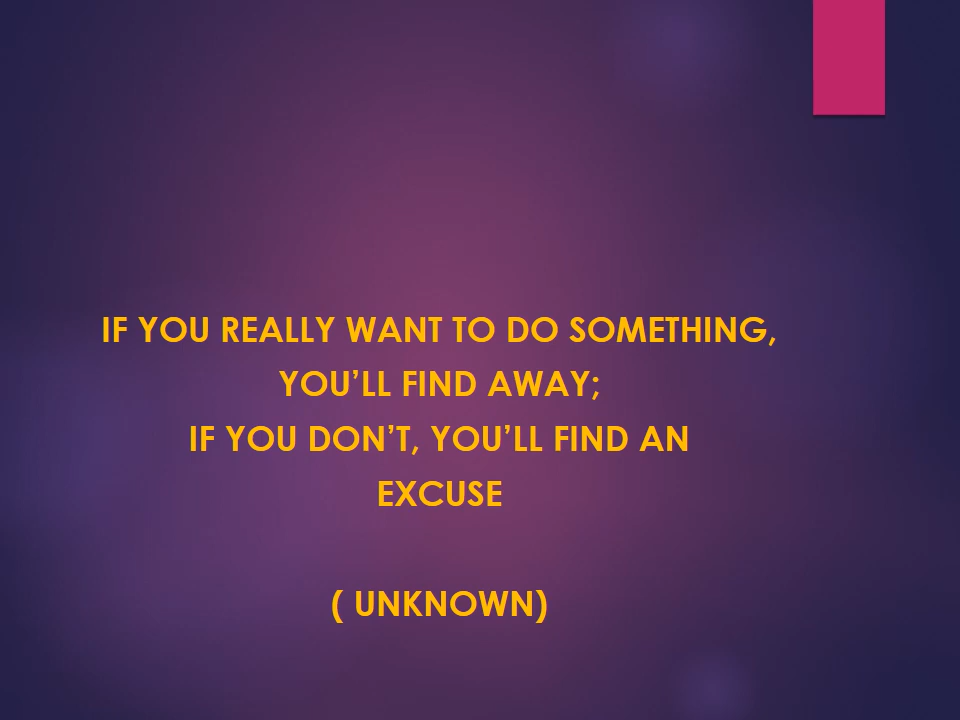 IF YOU REALLY WANT TO DO SOMETHING,
YOU’LL FIND AWAY;
IF YOU DON’T, YOU’LL FIND AN
EXCUSE
( UNKNOWN)